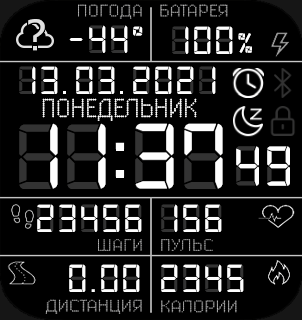 ПОГОДА БАТАРЕЯ
-44° 100%
13.03.2021
ПОНЕДЕЛЬНИК
11:37 49
23456 156
ШАГИ ПУЛЬС
0.00 2345
ДИСТАНЦИЯ КАЛОРИИ